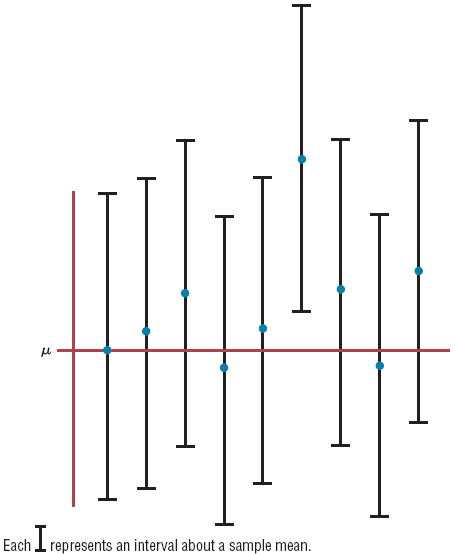 μ
Each I represents an interval about a sample mean.